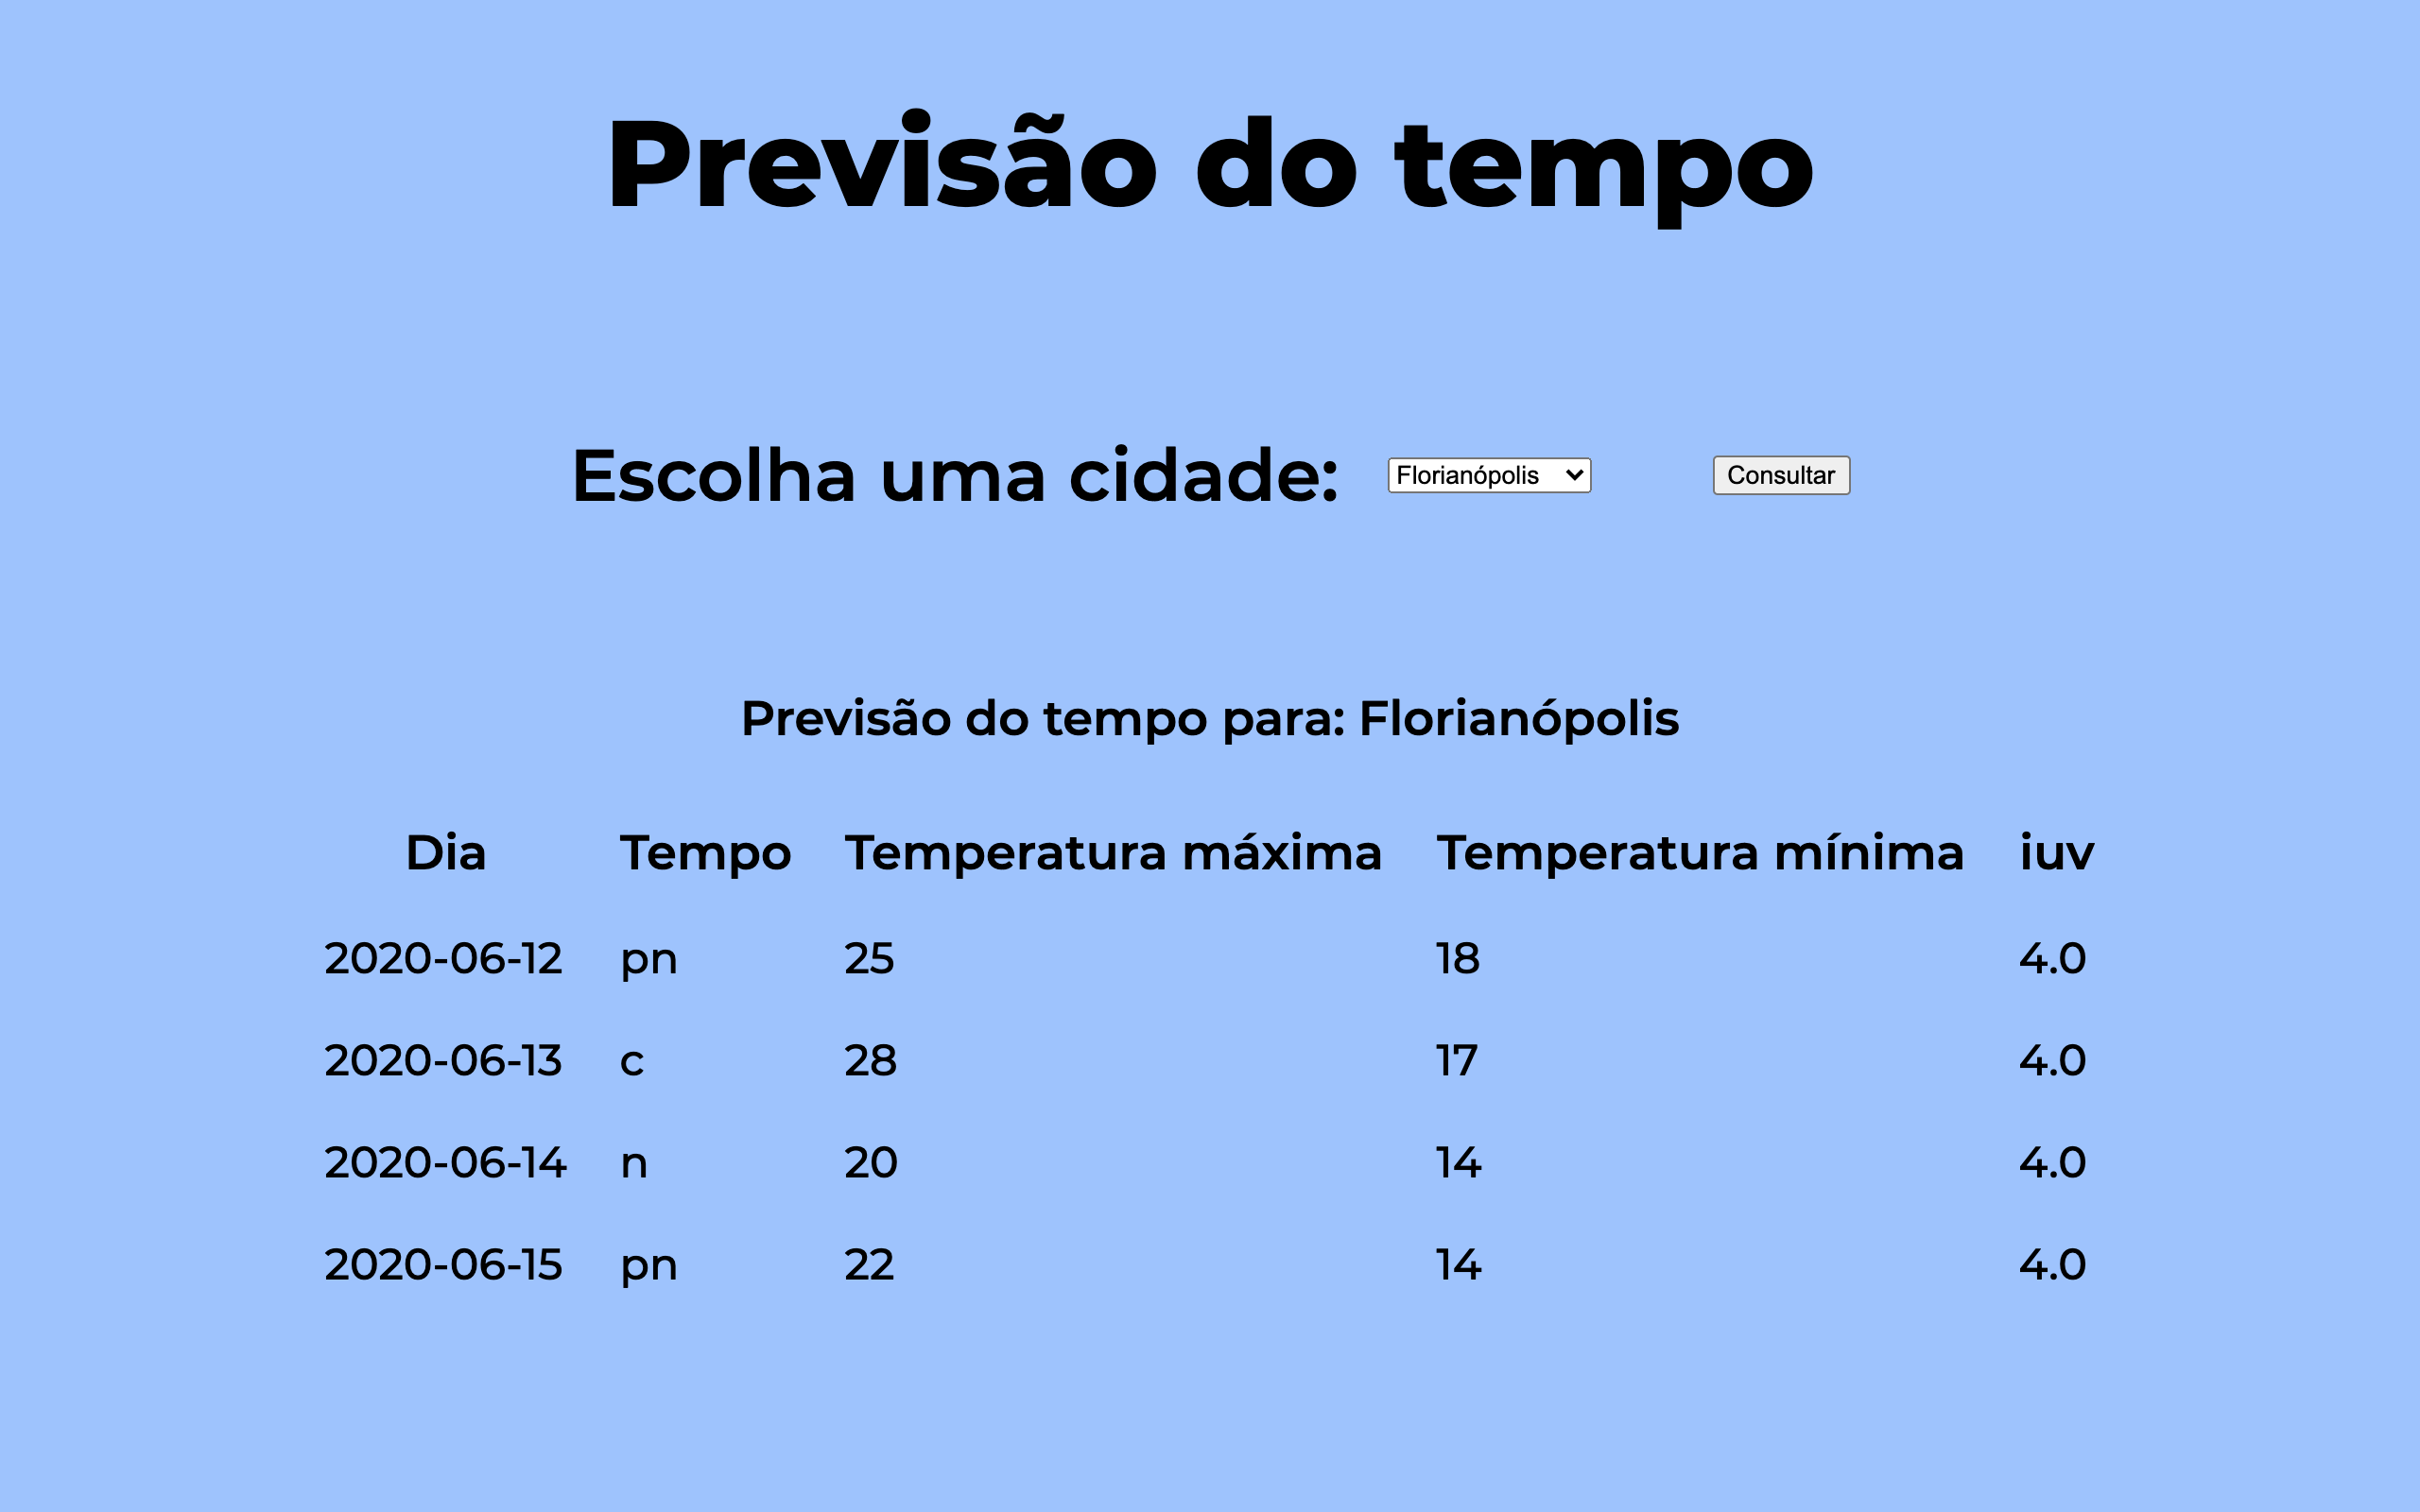 Previsão do tempo
Escolha uma cidade: Florianópolis Consultar
Previsão do tempo para: Florianópolis
Dia Tempo Temperatura máxima Temperatura mínima iuv
2020-06-12 pn 25 18 4.0
2020-06-13 c 28 17 4.0
2020-06-14 n 20 14 4.0
2020-06-15 pn 22 14 4.0